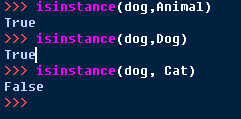 >>> isinstance(dog,Animal)
True
>>> isinstance(dog,Dog)
True
>>> isinstance(dog, Cat)
False
>>>